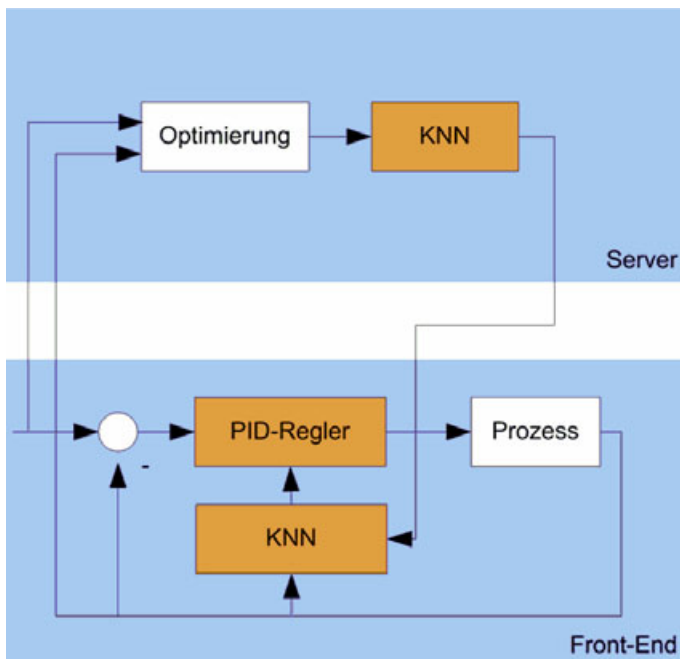 Optimierung
KNN
Server
PID-Regler
Prozess
-
KNN
Front-End